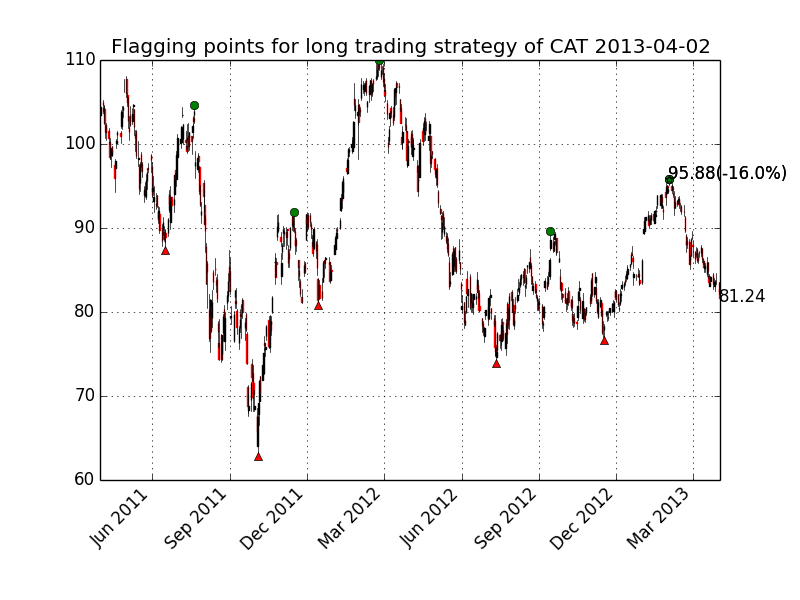 Flagging points for long trading strategy of CAT 2013-04-02
110
100
90
80
70
60
95.88(-16.0%)
81.24
Jun 2011
Sep 2011
Dec 2011
Mar 2012
Jun 2012
Sep 2012
Dec 2012
Mar 2013